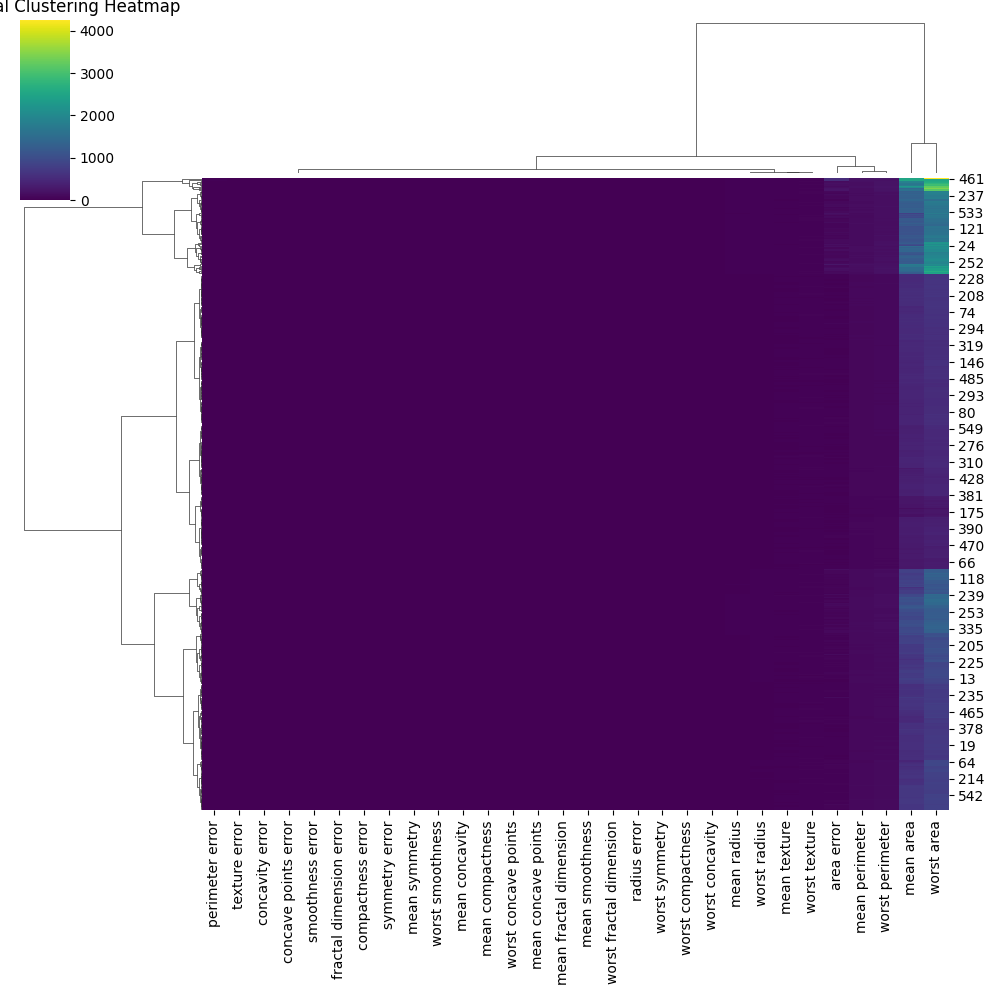 al Clustering Heatmap
4000
3000
2000
1000
0
461
237
533
121
24
252
228
208
74
294
319
146
485
293
80
549
276
310
428
381
175
390
470
66
118
239
253
335
205
225
13
235
465
378
19
64
214
542
perimeter error
texture error
concavity error
concave points error
smoothness error
fractal dimension error
compactness error
symmetry error
mean symmetry
worst smoothness
mean concavity
mean compactness
worst concave points
mean concave points
mean fractal dimension
mean smoothness
worst fractal dimension
radius error
worst symmetry
worst compactness
worst concavity
mean radius
worst radius
mean texture
worst texture
area error
mean perimeter
worst perimeter
mean area
worst area